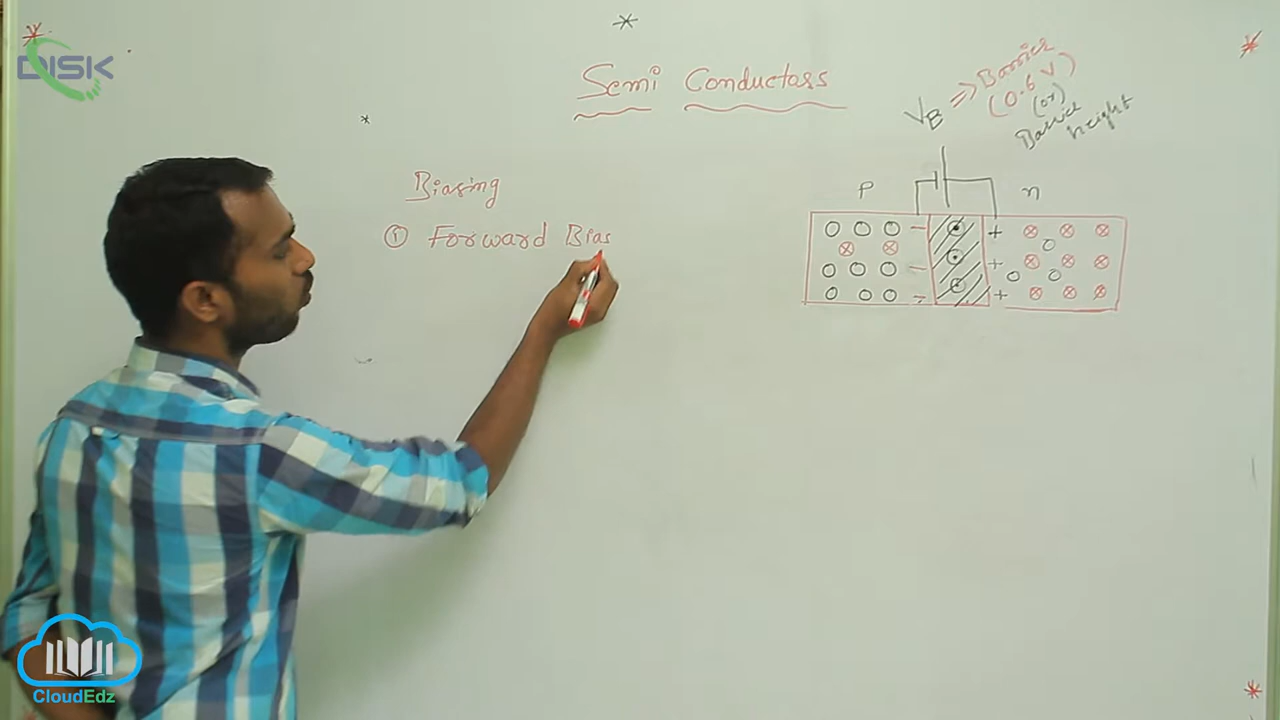 DISK
Semi Conductors
VB => Barrier
(0.6 V)
(or)
Barrier
height
Biasing
① Forward Bias
P
n
- +
- +
- +
CloudEdz